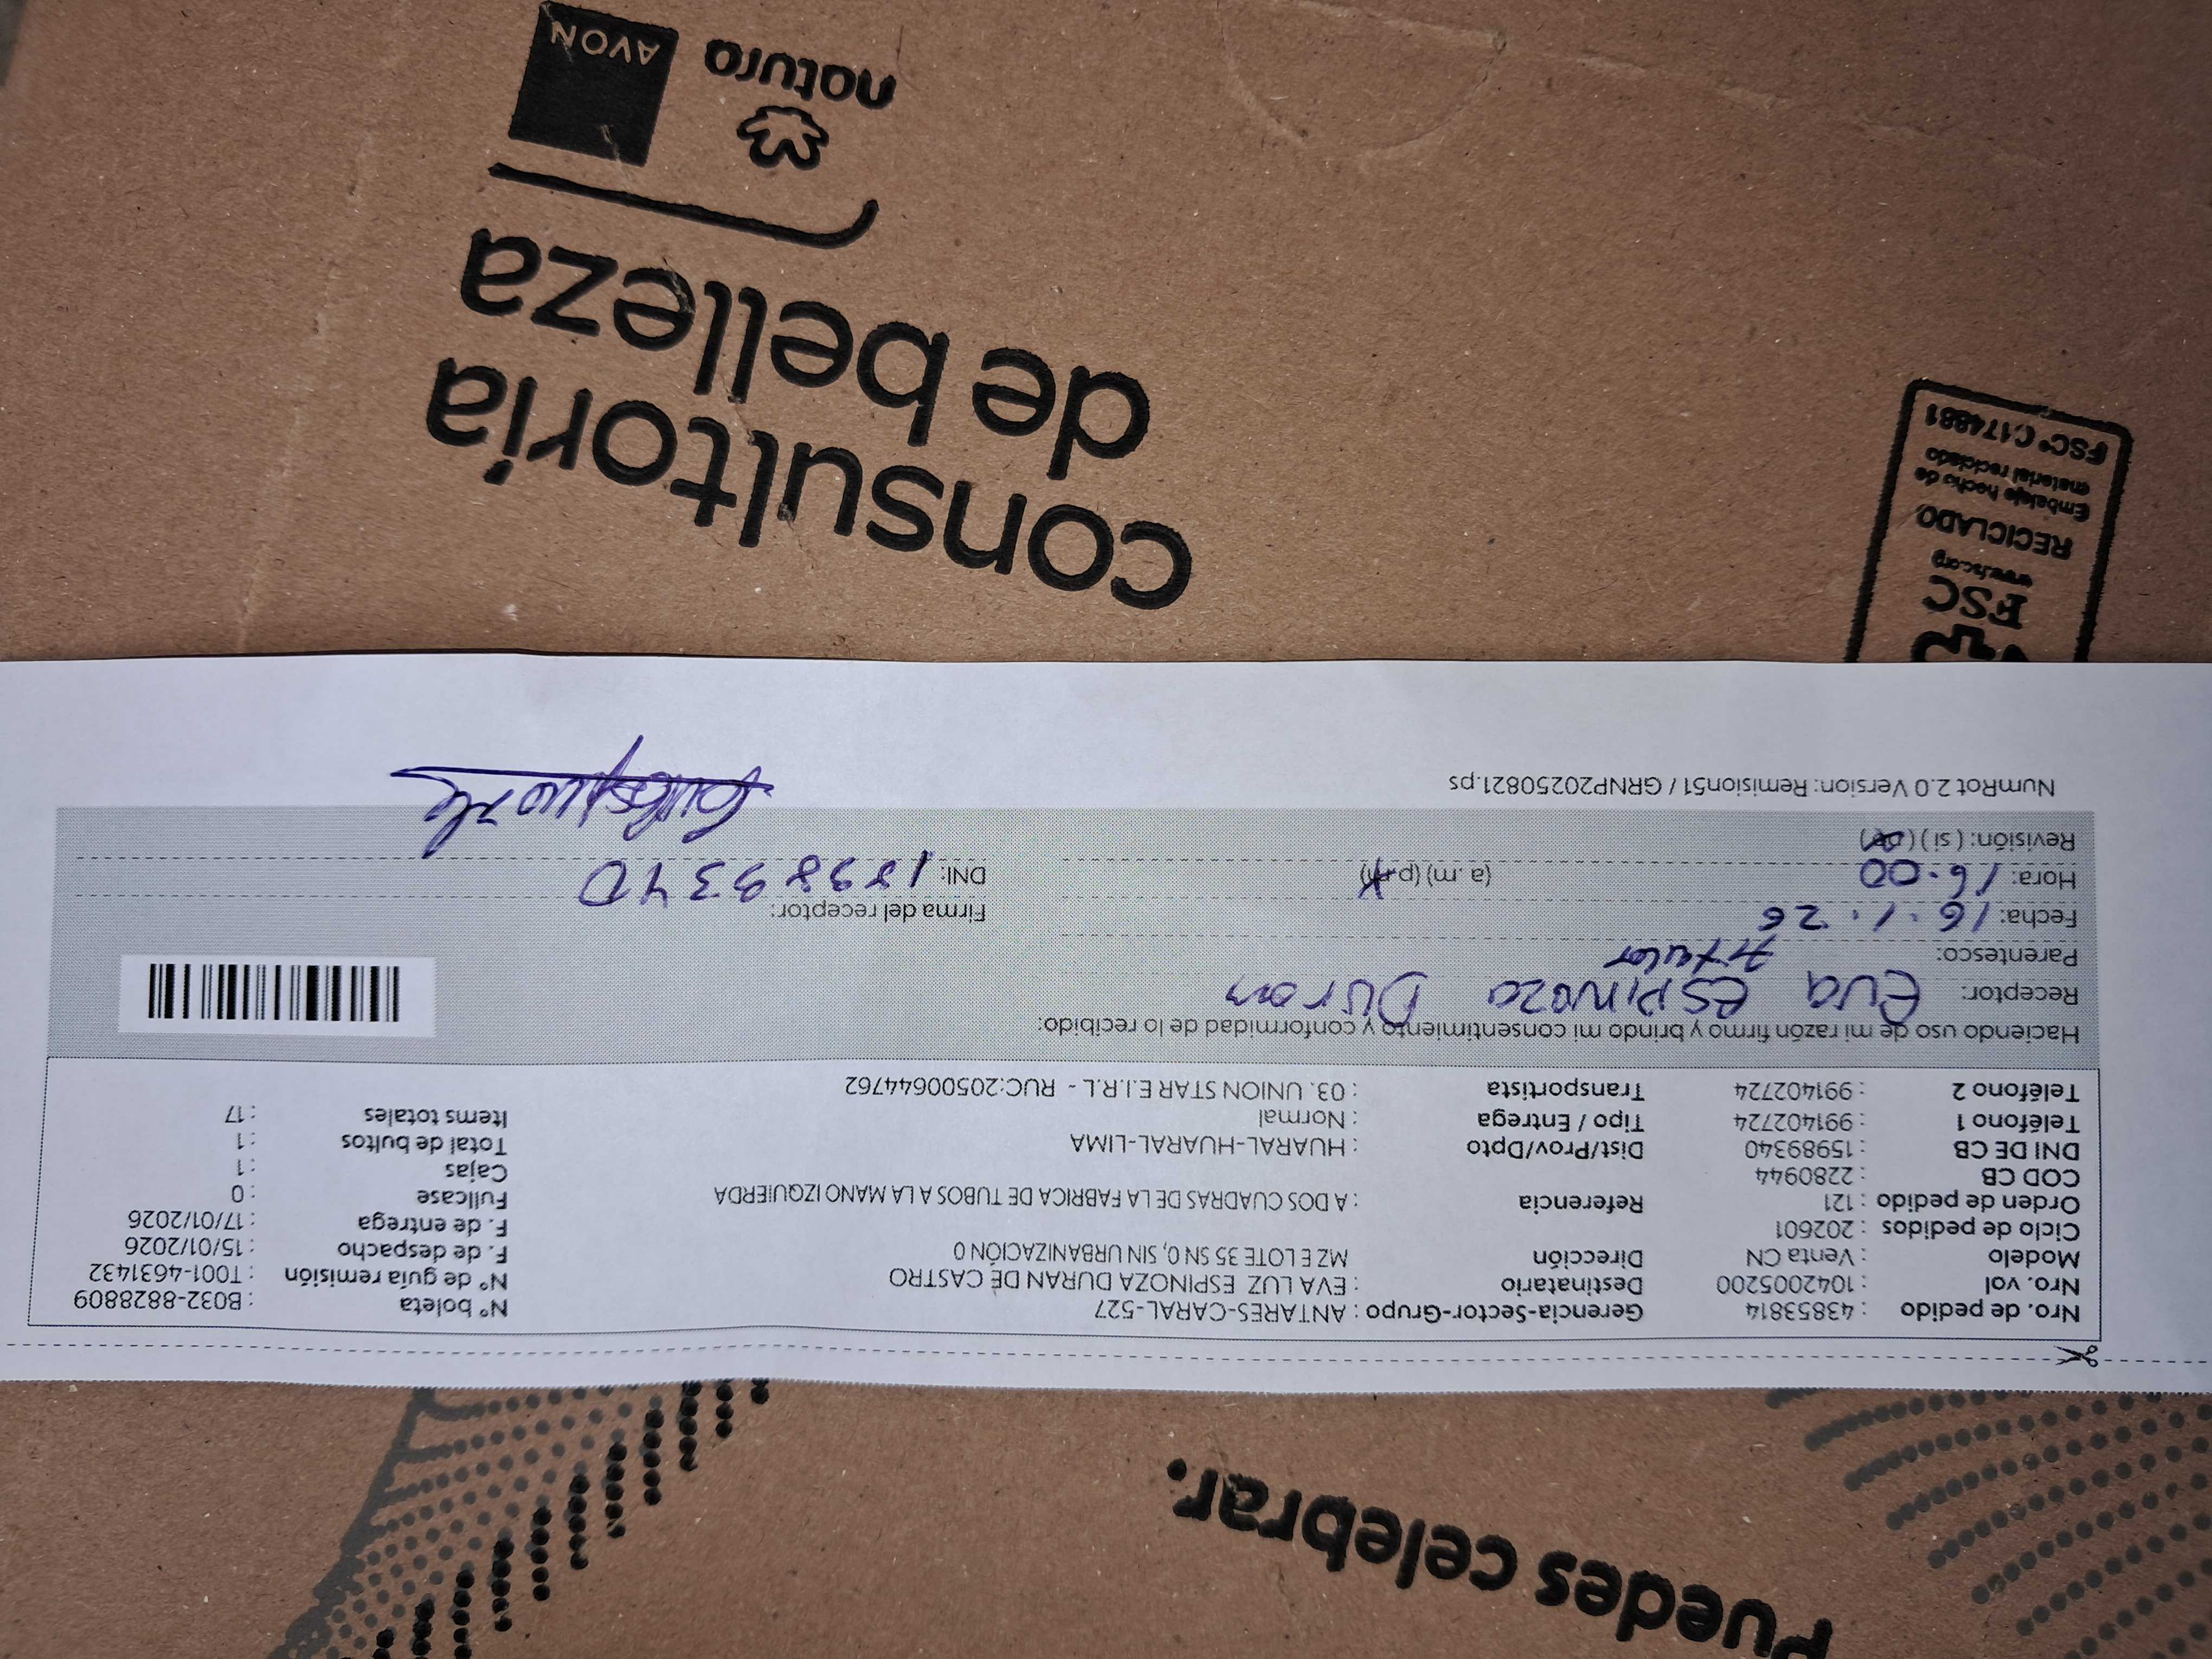 Puedes celebrar.
Nro. de pedido : 43853814
Nro. vol : 1042005200
Modelo : Venta CN
Ciclo de pedidos : 202601
Orden de pedido : 121
COD CB : 2280944
DNI DE CB : 15989340
Teléfono 1 : 991402724
Teléfono 2 : 991402724
Gerencia-Sector-Grupo : ANTARES-CARAL-527
Destinatario : EVA LUZ ESPINOZA DURAN DE CASTRO
Dirección MZ E LOTE 35 SN 0, SIN URBANIZACIÓN 0
Referencia : A DOS CUADRAS DE LA FABRICA DE TUBOS A LA MANO IZQUIERDA
Dist/Prov/Dpto : HUARAL-HUARAL-LIMA
Tipo / Entrega : Normal
Transportista : 03. UNION STAR E.I.R.L - RUC:20500644762
N° boleta : B032-8828809
N° de guía remisión : T001-4631432
F. de despacho : 15/01/2026
F. de entrega : 17/01/2026
Fullcase : 0
Cajas : 1
Total de bultos : 1
Items totales : 17
Haciendo uso de mi razón firmo y brindo mi consentimiento y conformidad de lo recibido:
Receptor: Eva ESPINOZA Duran
Parentesco:
Fecha: 16. 1. 26
Hora: 16.00 (a. m) (p.m)
Revisión: ( si ) ( no )
Firma del receptor:
DNI:
NumRot 2.0 Version: Remision51 / GRNP20250821.ps
FSC
www.fsc.org
RECICLADO
Embalaje hecho de
material reciclado
FSC® C174881
consultoría
de belleza
natura
AVON